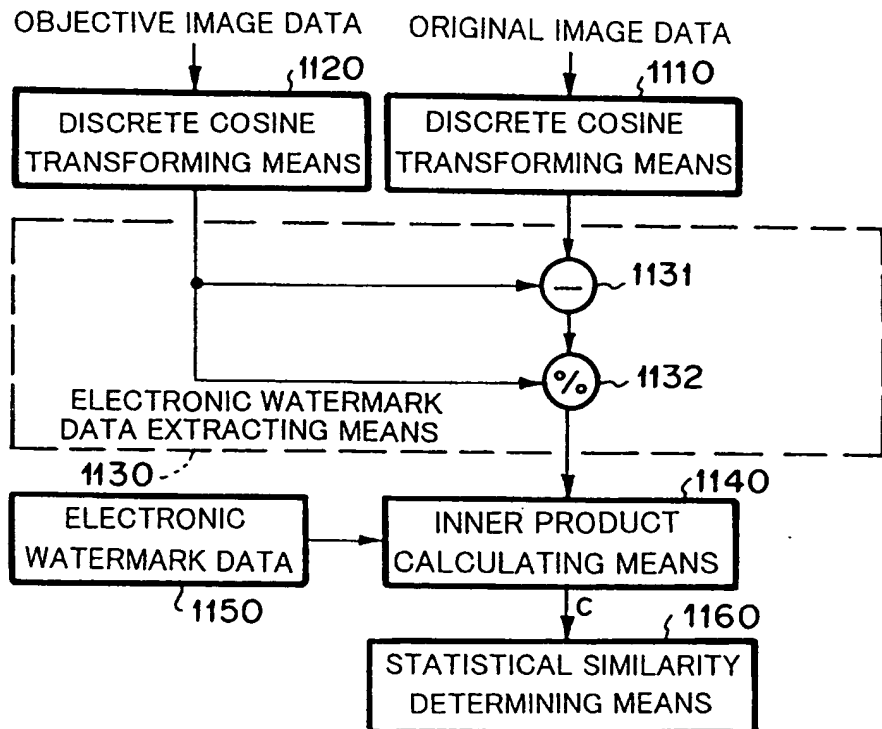 OBJECTIVE IMAGE DATA
ORIGINAL IMAGE DATA
1120
1110
DISCRETE COSINE
TRANSFORMING MEANS
DISCRETE COSINE
TRANSFORMING MEANS
—
1131
%
1132
ELECTRONIC WATERMARK
DATA EXTRACTING MEANS
1130
1140
ELECTRONIC
WATERMARK DATA
INNER PRODUCT
CALCULATING MEANS
1150
C
1160
STATISTICAL SIMILARITY
DETERMINING MEANS